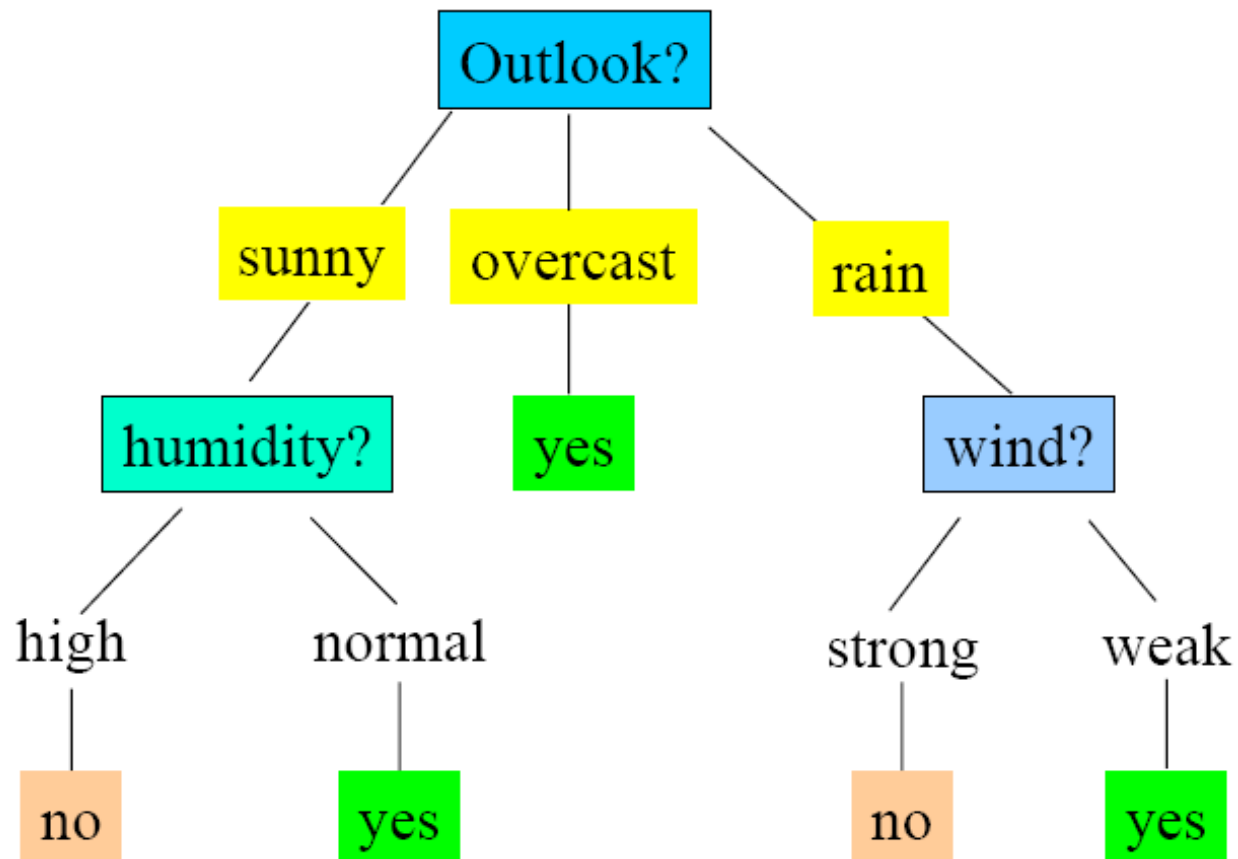 Outlook?
sunny overcast rain
humidity? yes wind?
high normal strong weak
no yes no yes